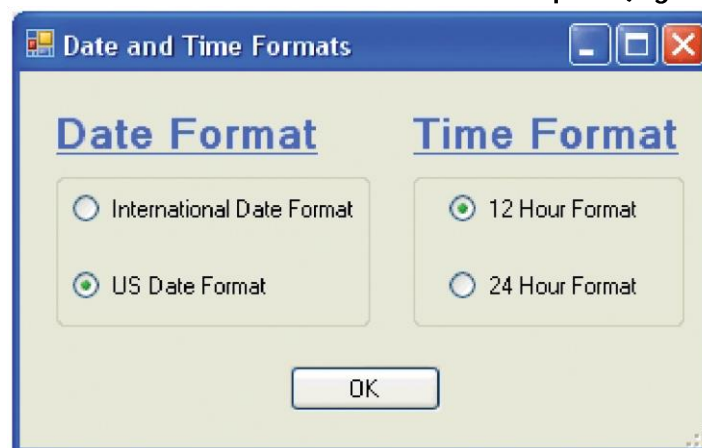 Date and Time Formats
Date Format
Time Format
International Date Format
12 Hour Format
US Date Format
24 Hour Format
OK